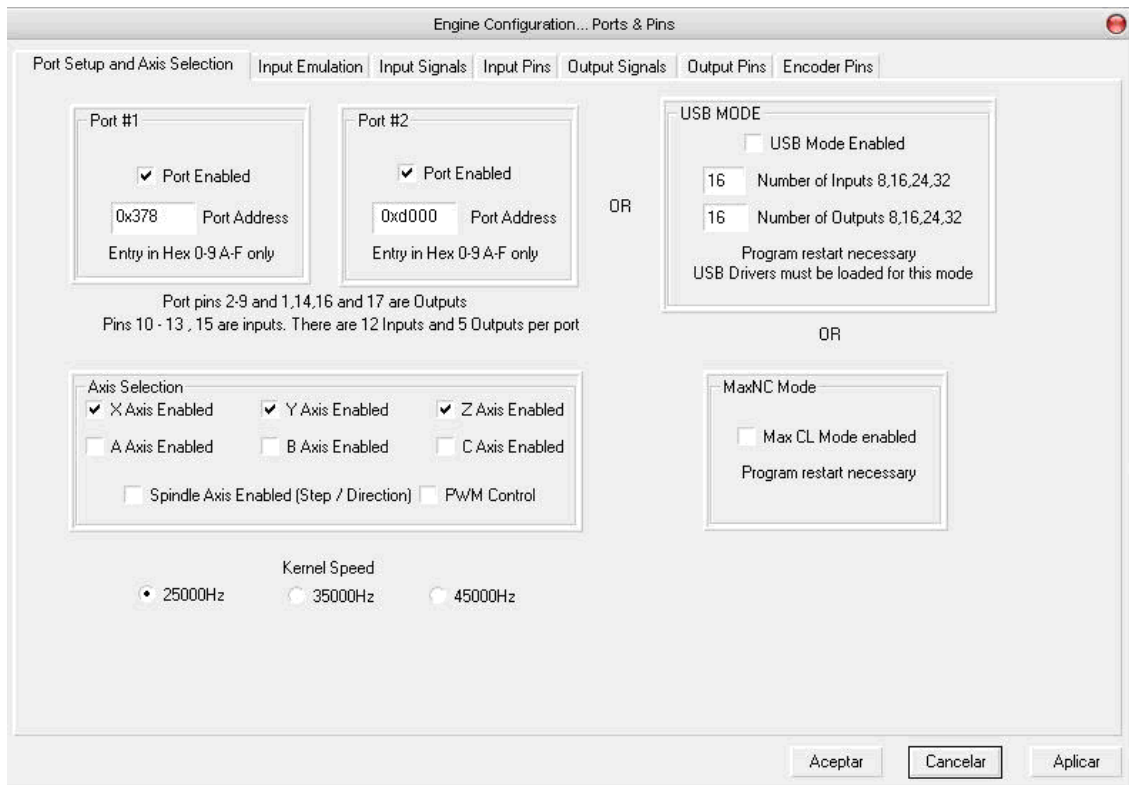 Engine Configuration... Ports & Pins
Port Setup and Axis Selection
Input Emulation
Input Signals
Input Pins
Output Signals
Output Pins
Encoder Pins
Port #1
Port Enabled
0x378 Port Address
Entry in Hex 0-9 A-F only
Port #2
Port Enabled
0xd000 Port Address
Entry in Hex 0-9 A-F only
OR
USB MODE
USB Mode Enabled
16 Number of Inputs 8,16,24,32
16 Number of Outputs 8,16,24,32
Program restart necessary
USB Drivers must be loaded for this mode
Port pins 2-9 and 1,14,16 and 17 are Outputs
Pins 10 - 13 , 15 are inputs. There are 12 Inputs and 5 Outputs per port
OR
Axis Selection
X Axis Enabled Y Axis Enabled Z Axis Enabled
A Axis Enabled B Axis Enabled C Axis Enabled
Spindle Axis Enabled (Step / Direction) PWM Control
MaxNC Mode
Max CL Mode enabled
Program restart necessary
Kernel Speed
25000Hz 35000Hz 45000Hz
Aceptar Cancelar Aplicar